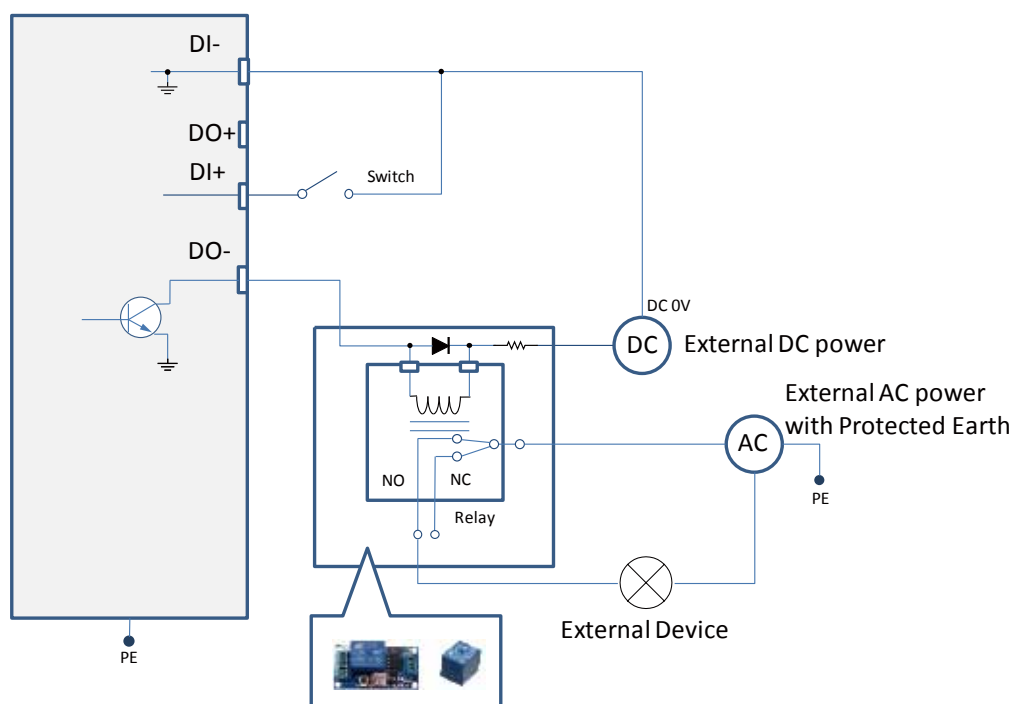 DI-
DO+
DI+
Switch
DO-
DC 0V
DC
External DC power
External AC power
with Protected Earth
AC
NO
NC
PE
Relay
External Device
PE